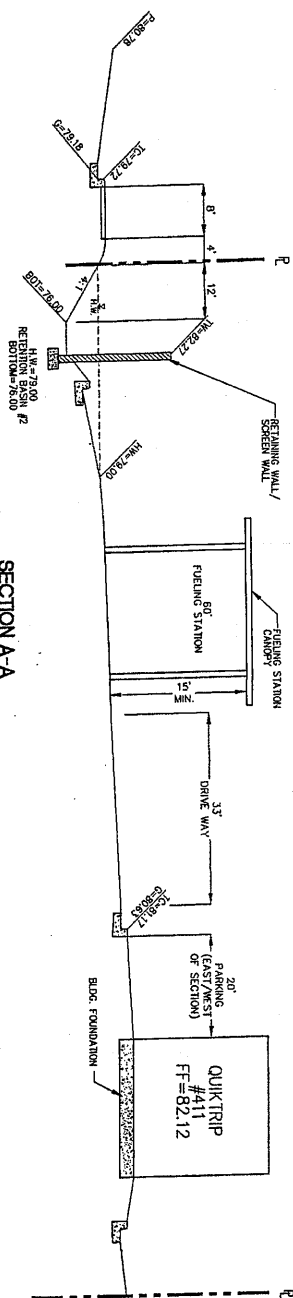 P=80.78
G=79.18
TC=79.72
8'
4'
12'
PL
4:1
BOT=76.00
H.W.
TW=82.27
RETAINING WALL/
SCREEN WALL
H.W.=79.00
RETENTION BASIN #2
BOTTOM=76.00
HW=79.00
FUELING STATION
CANOPY
60'
FUELING STATION
15'
MIN.
33'
DRIVE WAY
TC=81.17
G=80.63
20'
PARKING
(EAST/WEST
OF SECTION)
BLDG. FOUNDATION
QUIKTRIP
#411
FF=82.12
PL
SECTION A-A